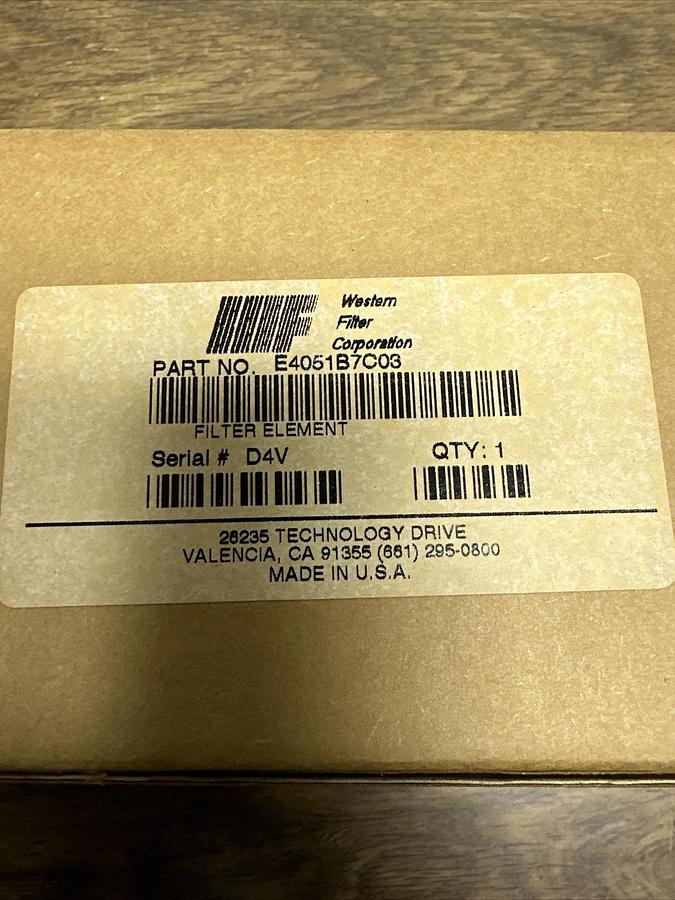 Western
Filter
Corporation
PART NO. E4051B7C03
FILTER ELEMENT
Serial # D4V QTY: 1
26235 TECHNOLOGY DRIVE
VALENCIA, CA 91355 (661) 295-0800
MADE IN U.S.A.